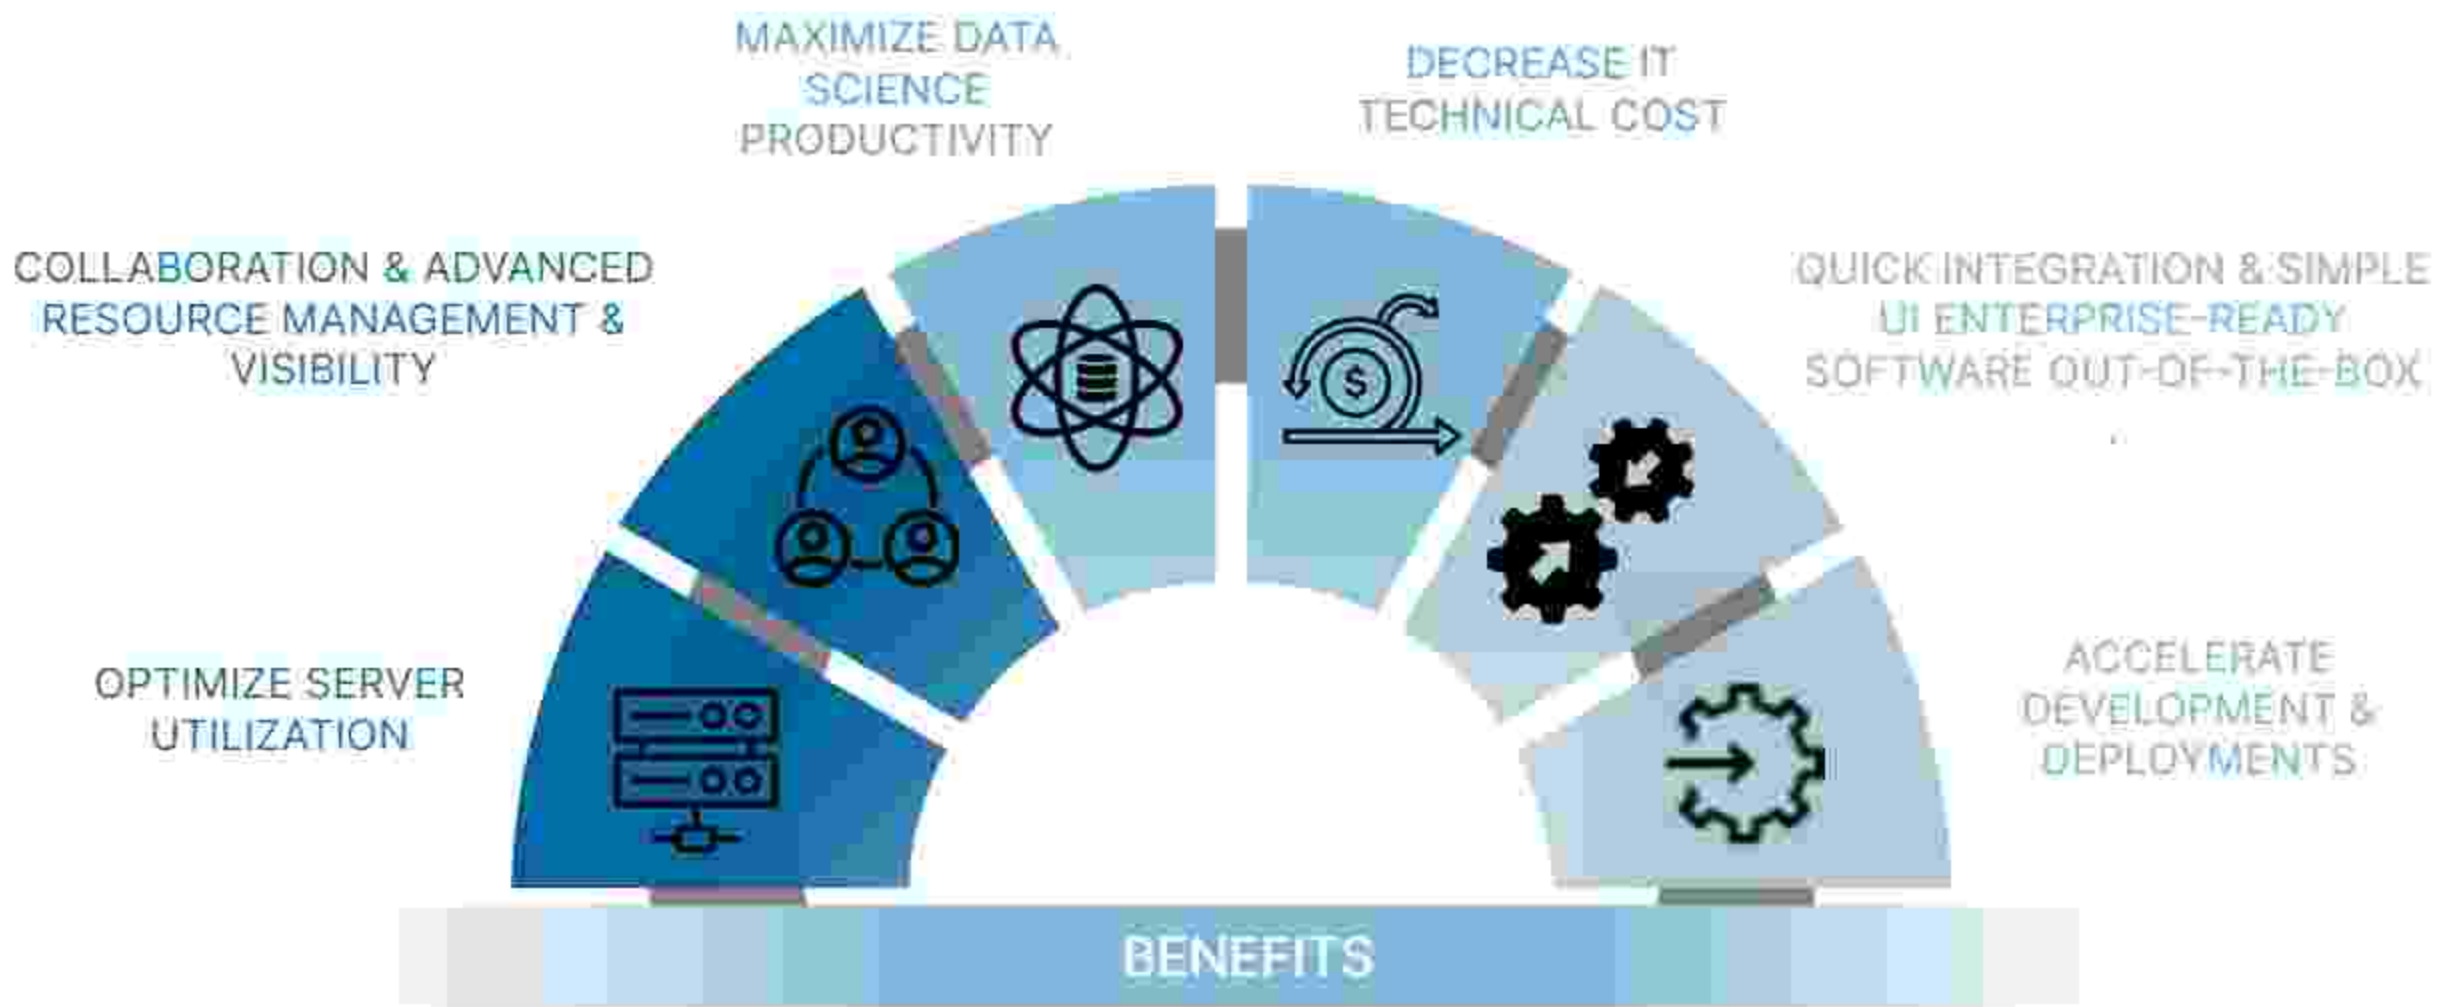 MAXIMIZE DATA
SCIENCE
PRODUCTIVITY
DECREASE IT
TECHNICAL COST
COLLABORATION & ADVANCED
RESOURCE MANAGEMENT &
VISIBILITY
QUICK INTEGRATION & SIMPLE
UI ENTERPRISE-READY
SOFTWARE OUT-OF-THE-BOX
$
OPTIMIZE SERVER
UTILIZATION
ACCELERATE
DEVELOPMENT &
DEPLOYMENTS
BENEFITS